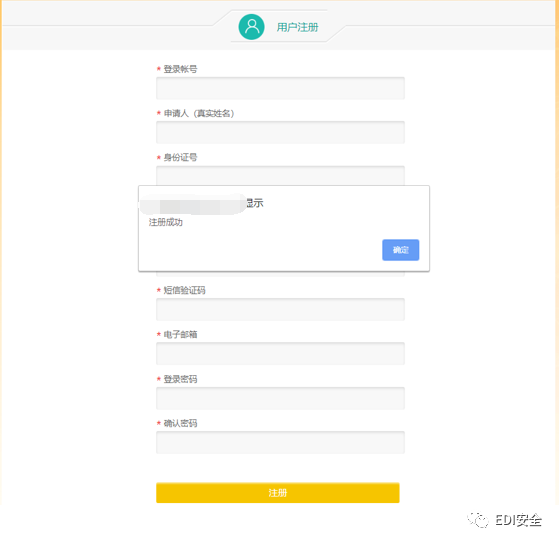 用户注册
* 登录帐号
* 申请人（真实姓名）
* 身份证号
显示
注册成功
确定
* 短信验证码
* 电子邮箱
* 登录密码
* 确认密码
注册
EDI安全